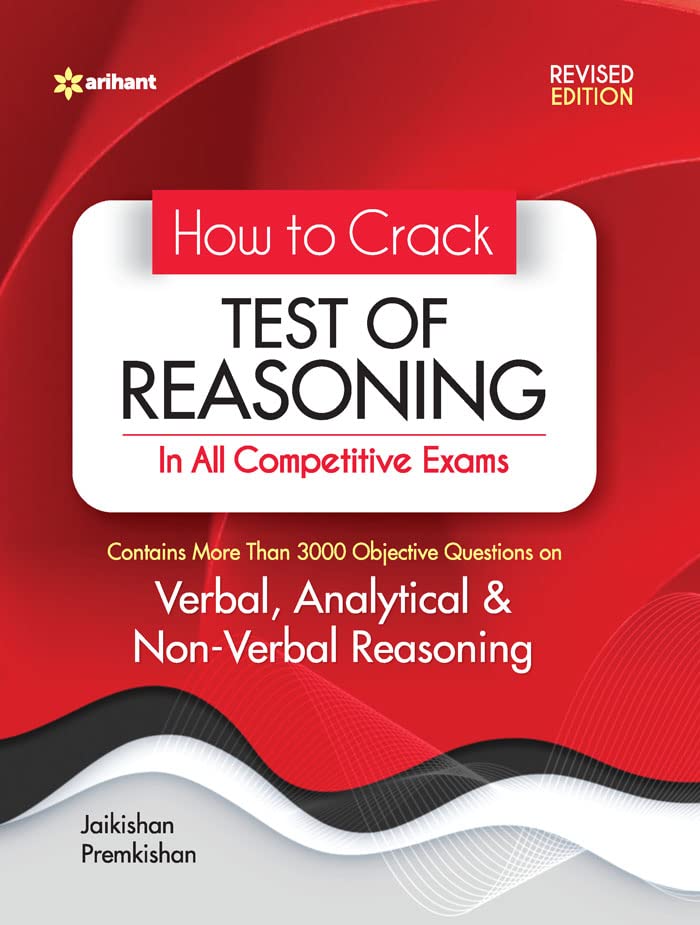 arihant
REVISED
EDITION
How to Crack
TEST OF
REASONING
In All Competitive Exams
Contains More Than 3000 Objective Questions on
Verbal, Analytical &
Non-Verbal Reasoning
Jaikishan
Premkishan